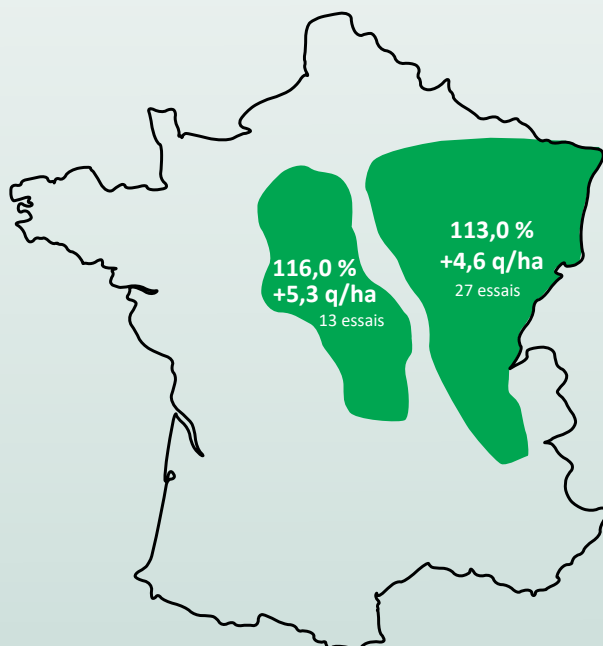 116,0 %
+5,3 q/ha
13 essais
113,0 %
+4,6 q/ha
27 essais